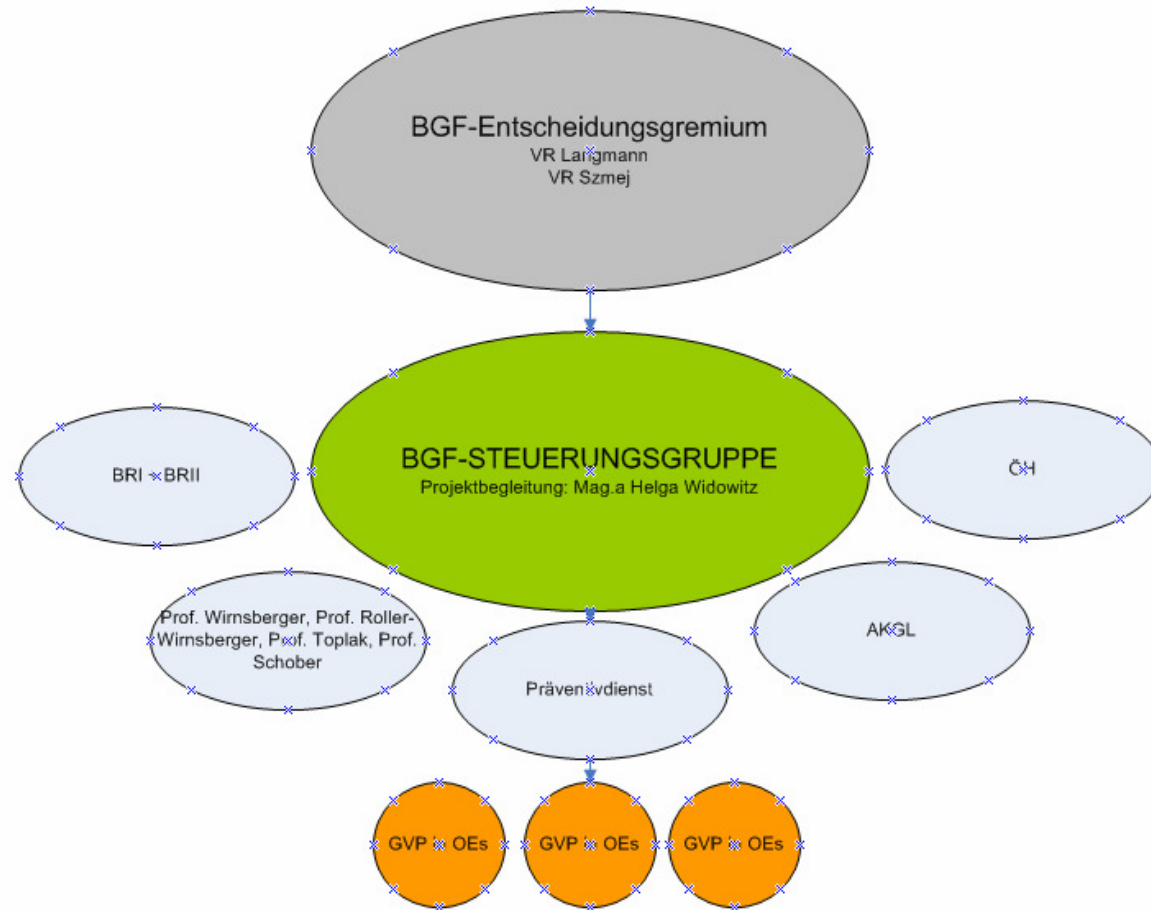 BGF-Entscheidungsgremium
VR Langmann
VR Szmej
BGF-STEUERUNGSGRUPPE
Projektbegleitung: Mag.a Helga Widowitz
BRI – BRII
ÖH
Prof. Wirnsberger, Prof. Roller-
Wirnsberger, Prof. Toplak, Prof.
Schober
AKGL
Präventivdienst
GVP in OEs
GVP in OEs
GVP in OEs